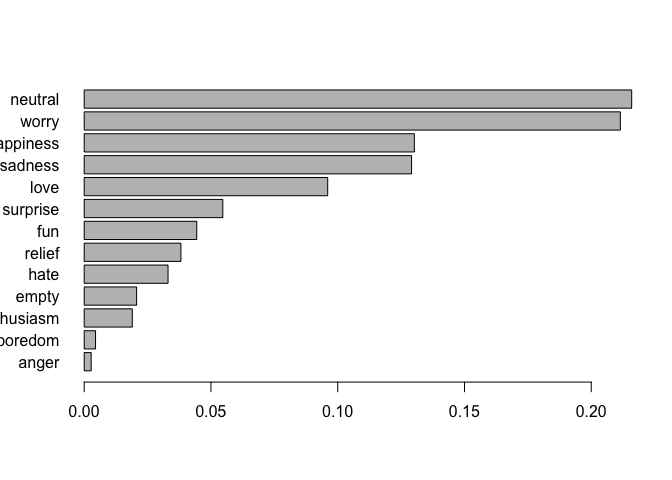 neutral
worry
appiness
sadness
love
surprise
fun
relief
hate
empty
husiasm
boredom
anger
0.00 0.05 0.10 0.15 0.20